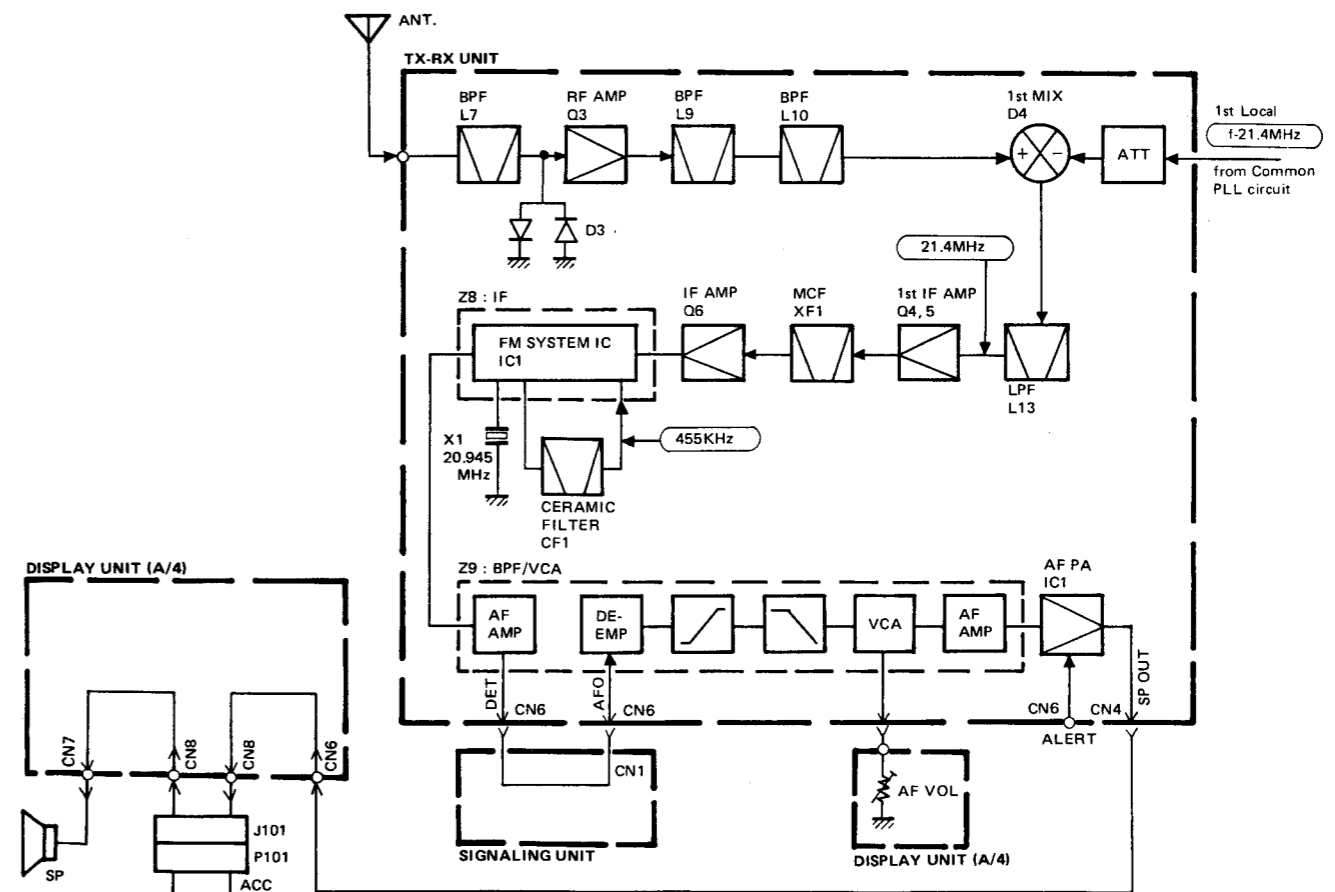 ANT.
TX-RX UNIT
BPF
L7
RF AMP
Q3
BPF
L9
BPF
L10
1st MIX
D4
+
−
ATT
1st Local
f-21.4MHz
from Common
PLL circuit
D3
21.4MHz
Z8 : IF
FM SYSTEM IC
IC1
IF AMP
Q6
MCF
XF1
1st IF AMP
Q4, 5
LPF
L13
X1
20.945
MHz
455KHz
CERAMIC
FILTER
CF1
DISPLAY UNIT (A/4)
Z9 : BPF/VCA
AF
AMP
DE-
EMP
VCA
AF
AMP
AF PA
IC1
DET
CN6
AFO
CN6
CN6
ALERT
CN4
SP OUT
CN7
CN8
CN8
CN6
CN1
SIGNALING UNIT
AF VOL
DISPLAY UNIT (A/4)
SP
J101
P101
ACC